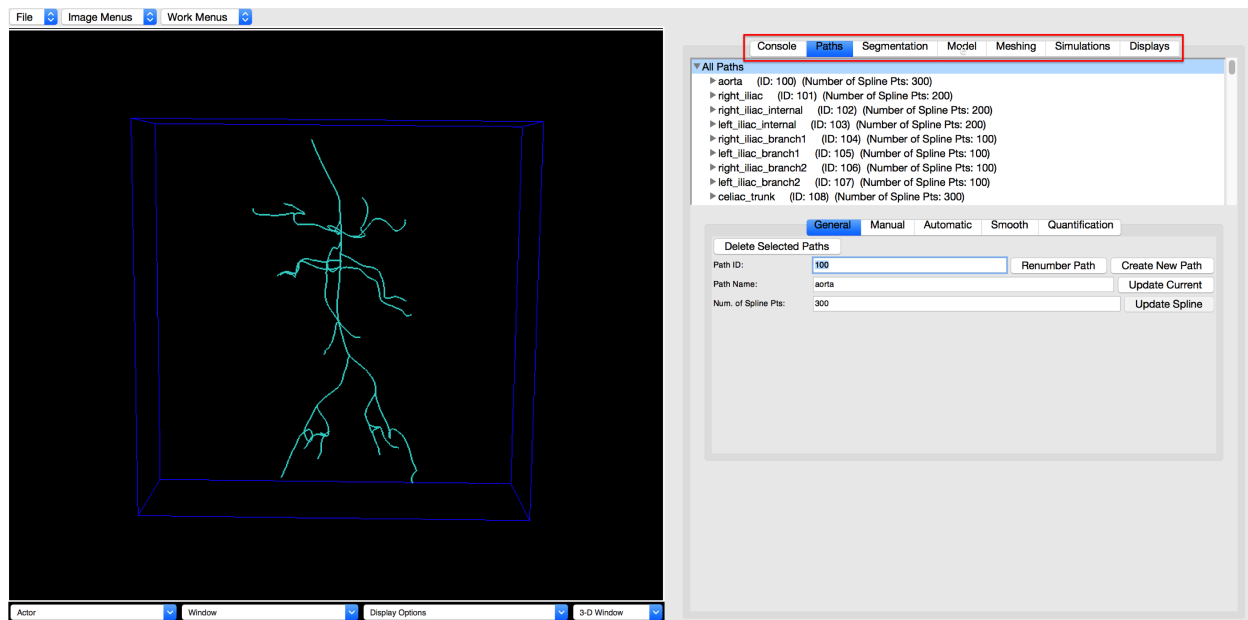 File Image Menus Work Menus
Console Paths Segmentation Model Meshing Simulations Displays
All Paths
aorta (ID: 100) (Number of Spline Pts: 300)
right_iliac (ID: 101) (Number of Spline Pts: 200)
right_iliac_internal (ID: 102) (Number of Spline Pts: 200)
left_iliac_internal (ID: 103) (Number of Spline Pts: 200)
right_iliac_branch1 (ID: 104) (Number of Spline Pts: 100)
left_iliac_branch1 (ID: 105) (Number of Spline Pts: 100)
right_iliac_branch2 (ID: 106) (Number of Spline Pts: 100)
left_iliac_branch2 (ID: 107) (Number of Spline Pts: 100)
celiac_trunk (ID: 108) (Number of Spline Pts: 300)
General Manual Automatic Smooth Quantification
Delete Selected Paths
Path ID: 100 Renumber Path Create New Path
Path Name: aorta Update Current
Num. of Spline Pts: 300 Update Spline
Actor Window Display Options 3-D Window